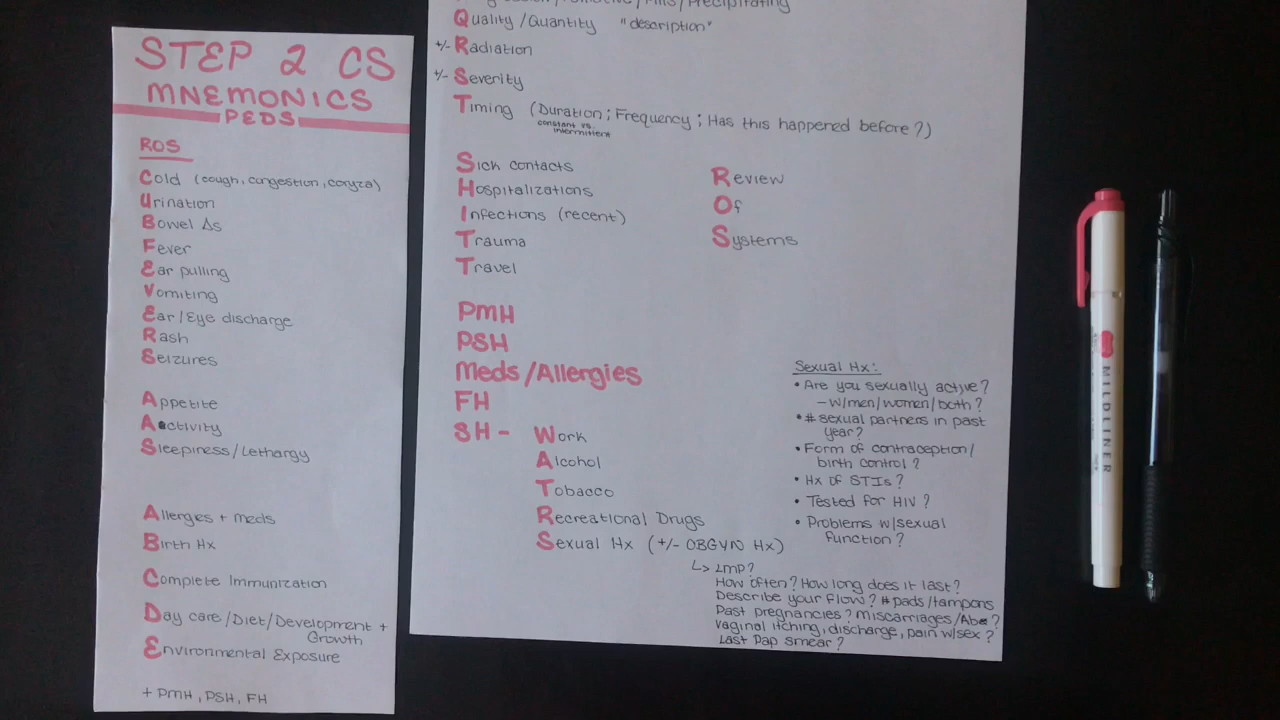 STEP 2 CS
MNEMONICS
PEDS
ROS
Cold (cough, congestion, coryza)
Urination
Bowel Δs
Fever
Ear pulling
Vomiting
Ear/Eye discharge
Rash
Seizures
Appetite
Activity
Sleepiness/Lethargy
Allergies + meds
Birth Hx
Complete Immunization
Day care/Diet/Development +
Growth
Environmental Exposure
+ PMH, PSH, FH
Pills/Precipitating
Quality/Quantity "description"
+/- Radiation
+/- Severity
Timing (Duration; Frequency; Has this happened before?)
constant vs.
intermittent
Sick contacts
Hospitalizations
Infections (recent)
Trauma
Travel
Review
Of
Systems
PMH
PSH
Meds/Allergies
FH
SH - Work
Alcohol
Tobacco
Recreational Drugs
Sexual Hx (+/- OBGYN Hx)
↳ LMP?
How often? How long does it last?
Describe your flow? # pads/tampons
Past pregnancies? miscarriages/Ab?
Vaginal itching, discharge, pain w/sex?
Last Pap smear?
Sexual Hx:
• Are you sexually active?
- w/men/women/both?
• # sexual partners in past
year?
• Form of contraception/
birth control?
• Hx of STIs?
• Tested for HIV?
• Problems w/sexual
function?
MILDLINER